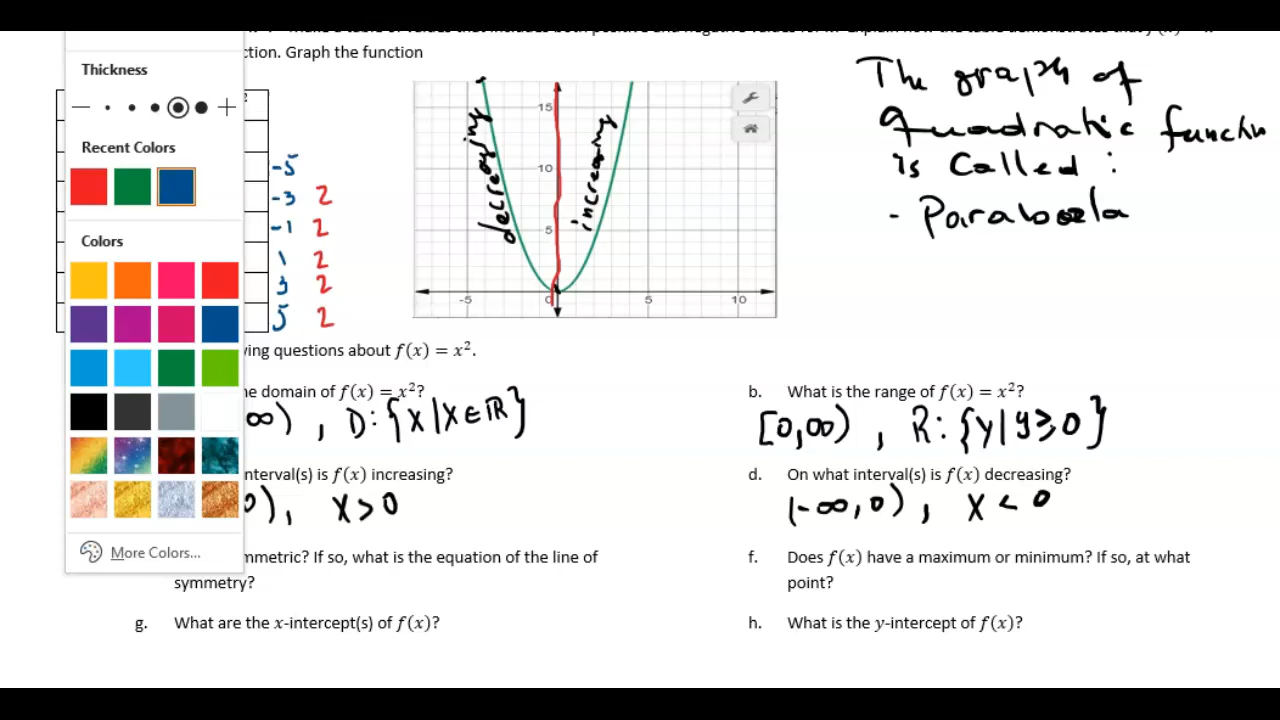 ction. Graph the function
Thickness
Recent Colors
Colors
More Colors...
-5
-3 2
-1 2
1 2
3 2
5 2
decreasing
increasing
15
10
5
-5 0 5 10
The graph of
quadratic functin
is called :
- Parabola
ing questions about f(x) = x².
e domain of f(x) = x²?
∞) , D: {x | x ∈ ℝ}
b. What is the range of f(x) = x²?
[0,∞) , R: {y | y ≥ 0}
nterval(s) is f(x) increasing?
), x > 0
d. On what interval(s) is f(x) decreasing?
(-∞, 0) , x < 0
mmetric? If so, what is the equation of the line of
symmetry?
f. Does f(x) have a maximum or minimum? If so, at what
point?
g. What are the x-intercept(s) of f(x)?
h. What is the y-intercept of f(x)?